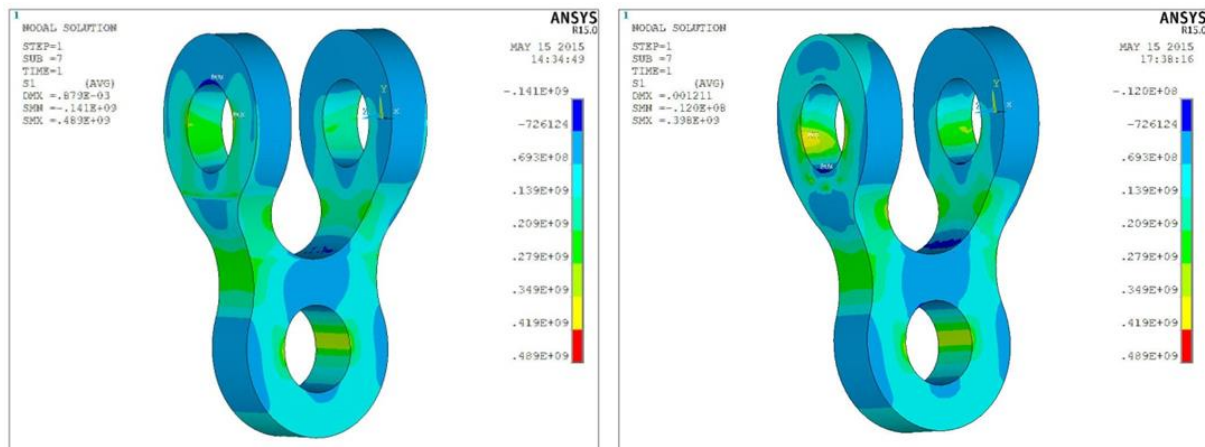 1
NODAL SOLUTION
STEP=1
SUB =7
TIME=1
S1 (AVG)
DMX =.879E-03
SMN =-.141E+09
SMX =.489E+09
ANSYS
R15.0
MAY 15 2015
14:34:49
-.141E+09
-726124
.693E+08
.139E+09
.209E+09
.279E+09
.349E+09
.419E+09
.489E+09
Y
X
1
NODAL SOLUTION
STEP=1
SUB =7
TIME=1
S1 (AVG)
DMX =.001211
SMN =-.120E+08
SMX =.398E+09
ANSYS
R15.0
MAY 15 2015
17:38:16
-.120E+08
-726124
.693E+08
.139E+09
.209E+09
.279E+09
.349E+09
.419E+09
.489E+09
Y
X